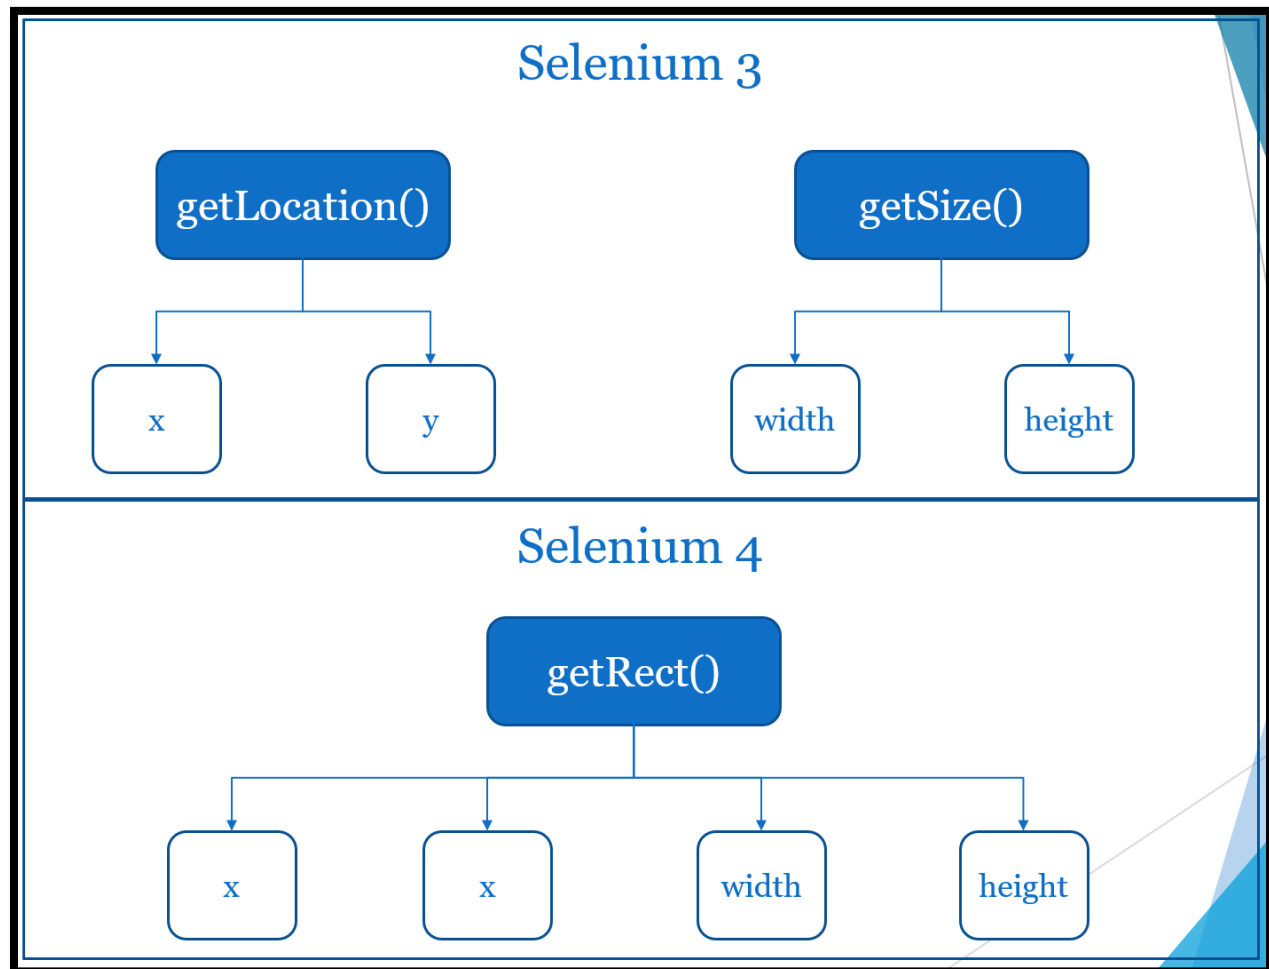 Selenium 3
getLocation()
getSize()
x
y
width
height
Selenium 4
getRect()
x
x
width
height